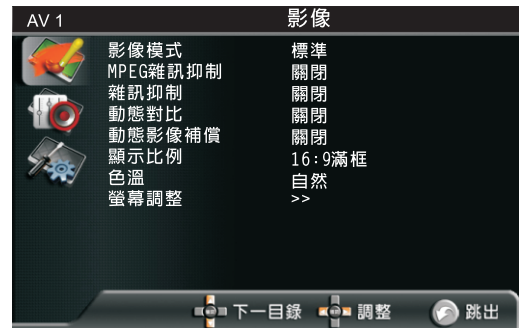 AV 1 影像
影像模式 標準
MPEG雜訊抑制 關閉
雜訊抑制 關閉
動態對比 關閉
動態影像補償 關閉
顯示比例 16:9滿框
色溫 自然
螢幕調整 >>
下一目錄 調整 跳出